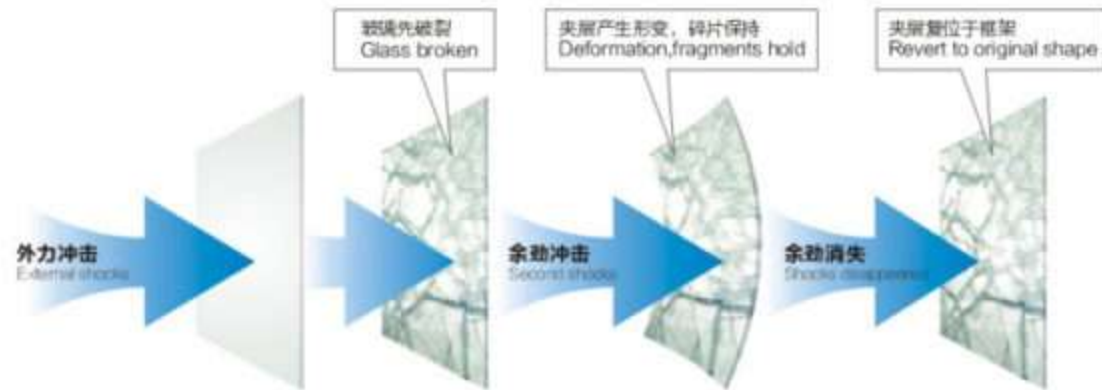 玻璃先破裂
Glass broken
夹层产生形变，碎片保持
Deformation,fragments hold
夹层复位于框架
Revert to original shape
外力冲击
External shocks
余劲冲击
Second shocks
余劲消失
Shocks disappeared